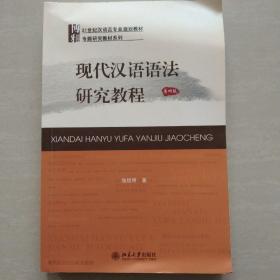 博雅
21世纪汉语言专业规划教材
专题研究教材系列
现代汉语语法
研究教程
第四版
XIANDAI HANYU YUFA YANJIU JIAOCHENG
陆俭明 著
北京大学出版社